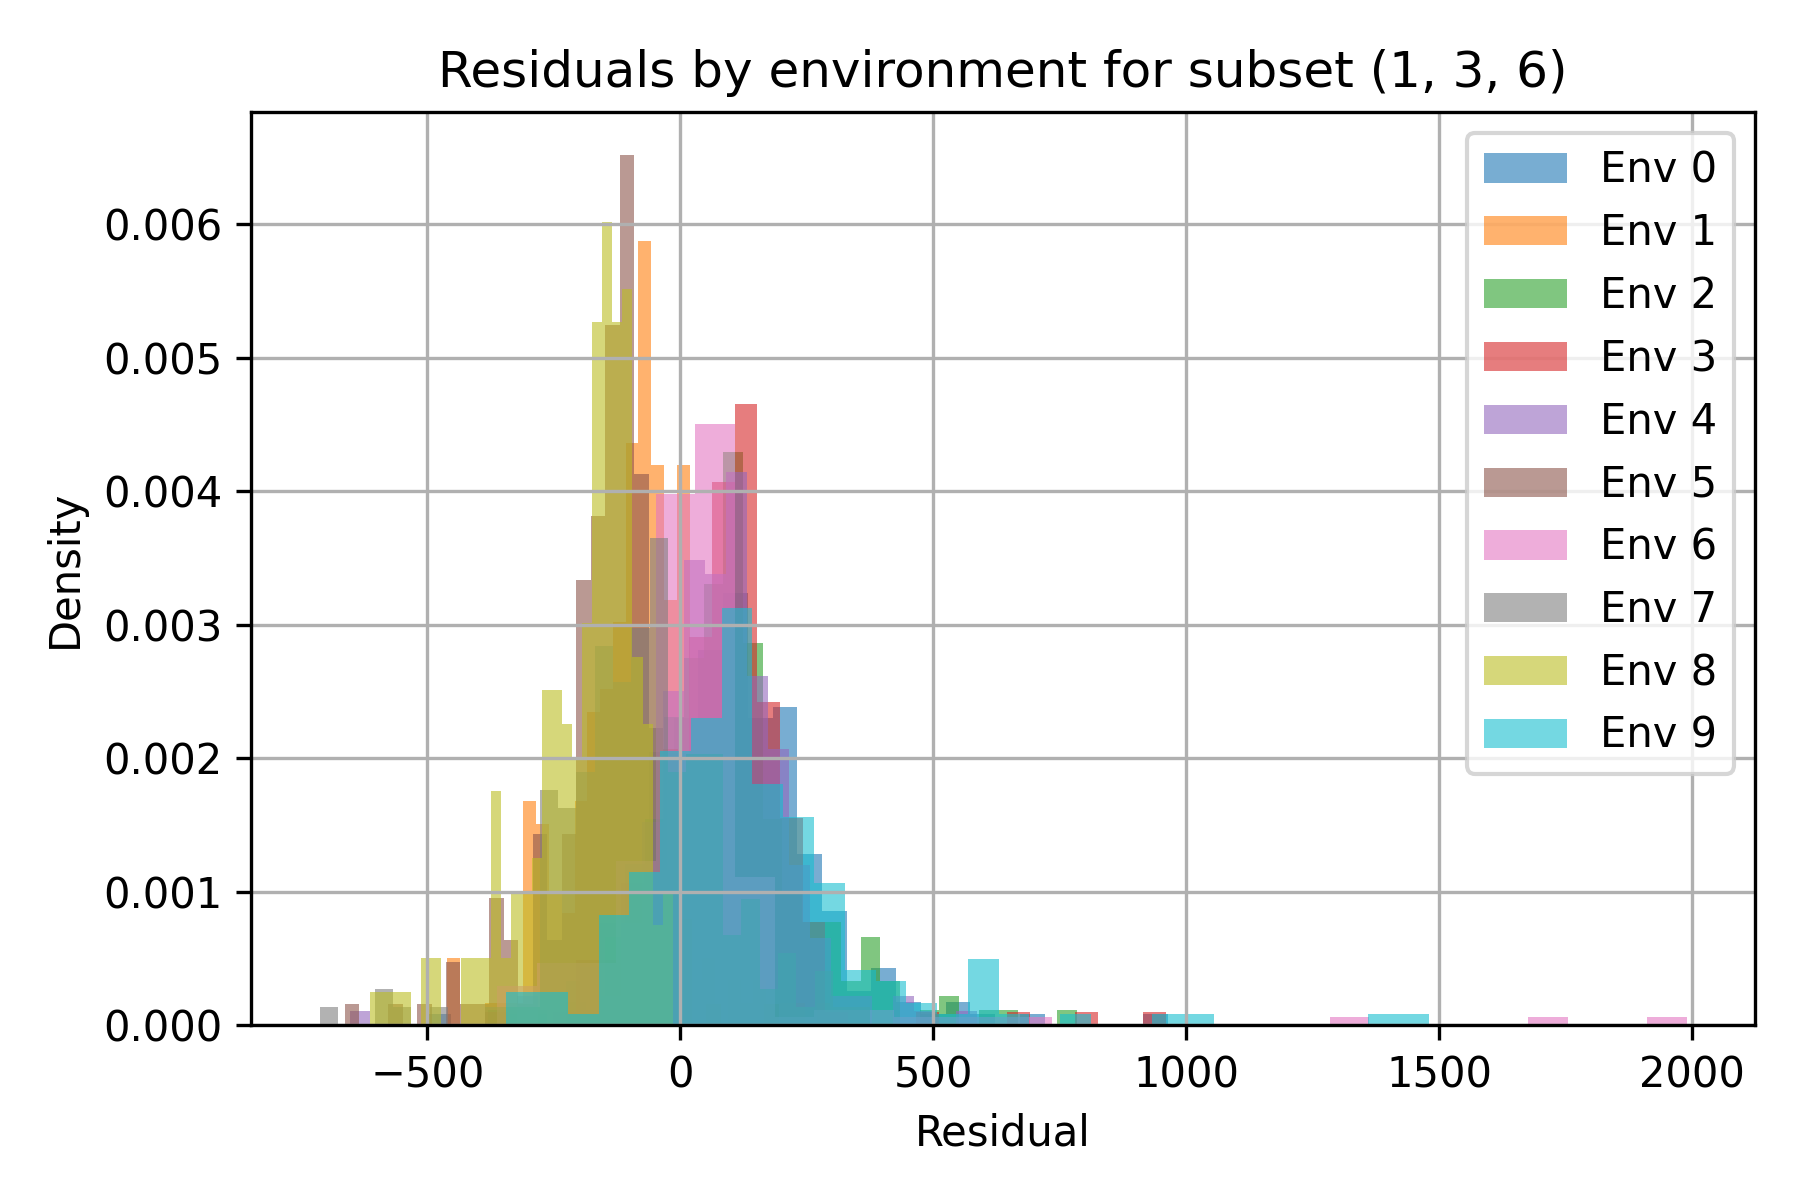 Residuals by environment for subset (1, 3, 6)
Density
0.006
0.005
0.004
0.003
0.002
0.001
0.000
−500
0
500
1000
1500
2000
Residual
Env 0
Env 1
Env 2
Env 3
Env 4
Env 5
Env 6
Env 7
Env 8
Env 9